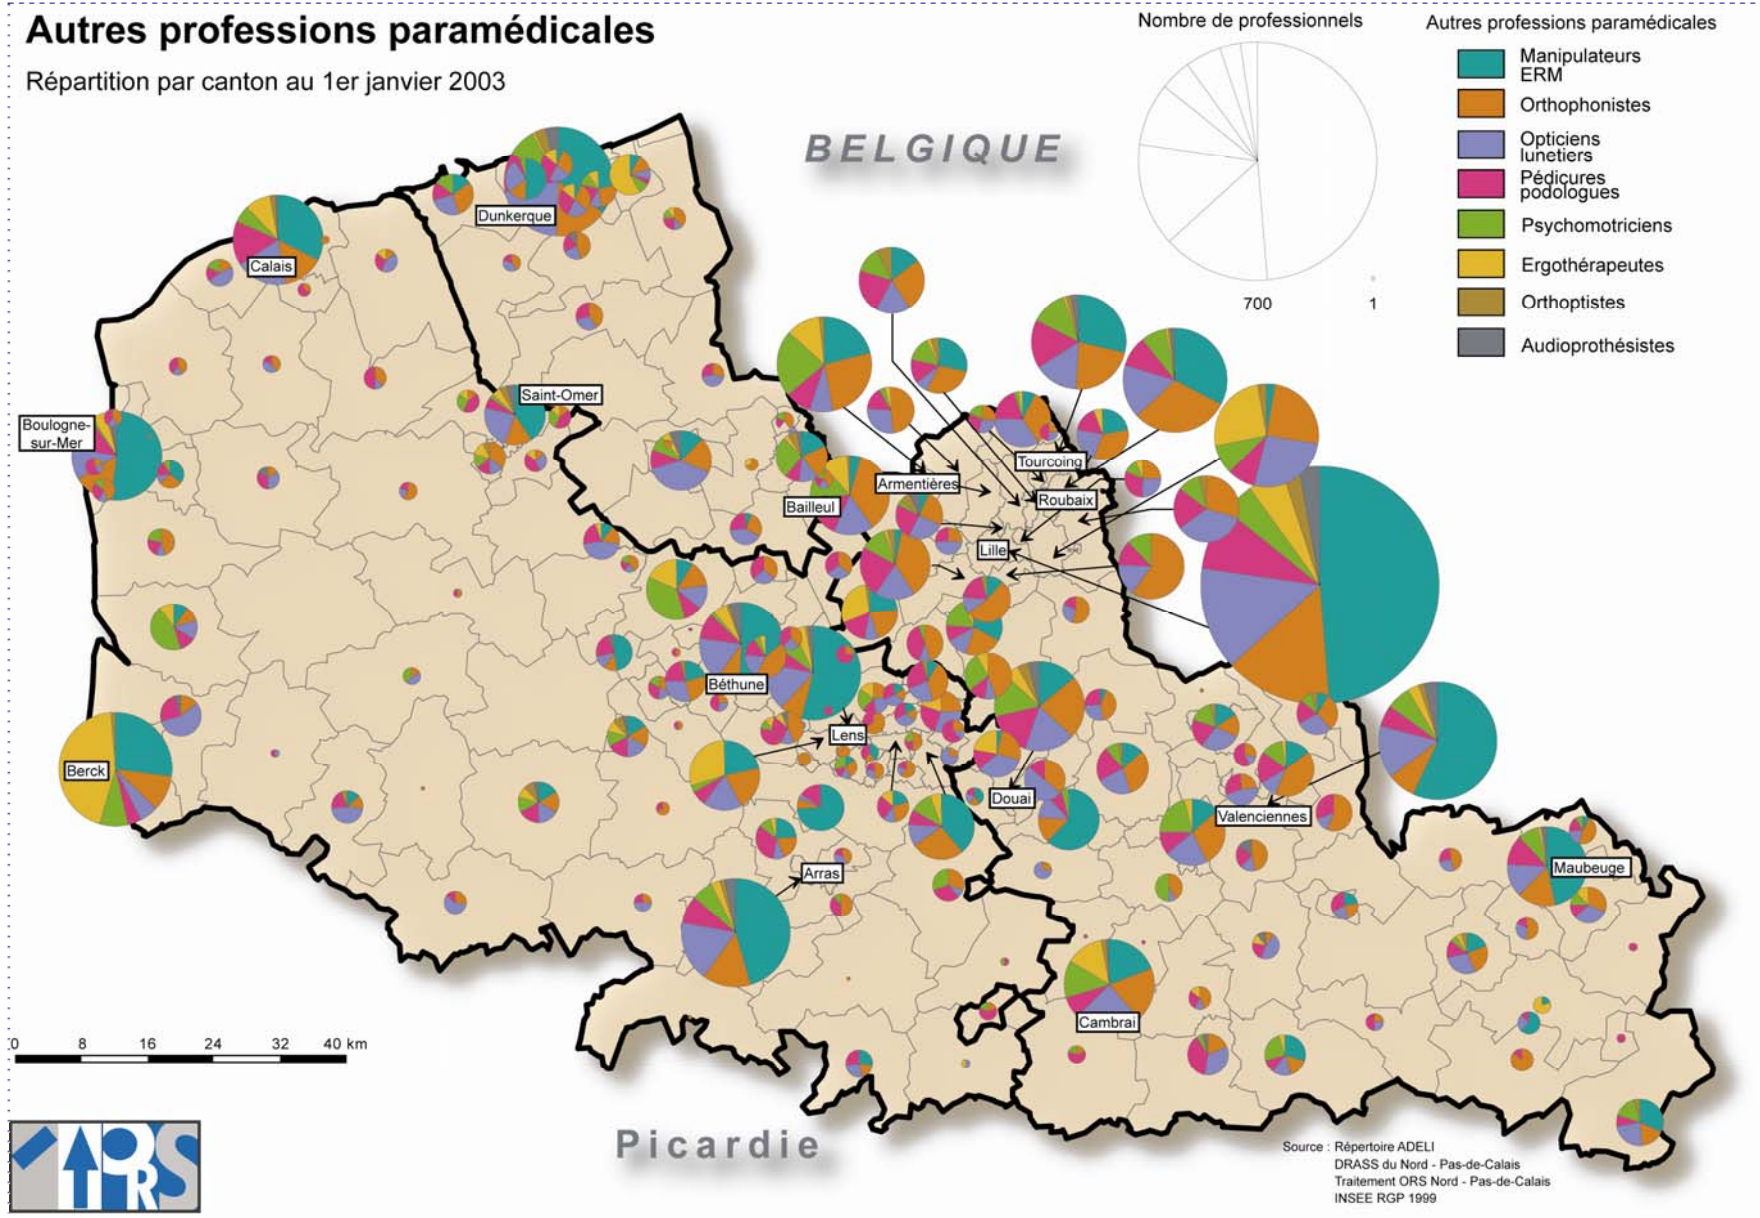 Autres professions paramédicales
Répartition par canton au 1er janvier 2003
Nombre de professionnels
700
1
Autres professions paramédicales
Manipulateurs
ERM
Orthophonistes
Opticiens
lunetiers
Pédicures
podologues
Psychomotriciens
Ergothérapeutes
Orthoptistes
Audioprothésistes
BELGIQUE
Dunkerque
Calais
Saint-Omer
Boulogne-
sur-Mer
Tourcoing
Armentières
Roubaix
Bailleul
Lille
Béthune
Lens
Berck
Douai
Valenciennes
Arras
Maubeuge
Cambrai
0 8 16 24 32 40 km
Picardie
ORS
Source : Répertoire ADELI
DRASS du Nord - Pas-de-Calais
Traitement ORS Nord - Pas-de-Calais
INSEE RGP 1999